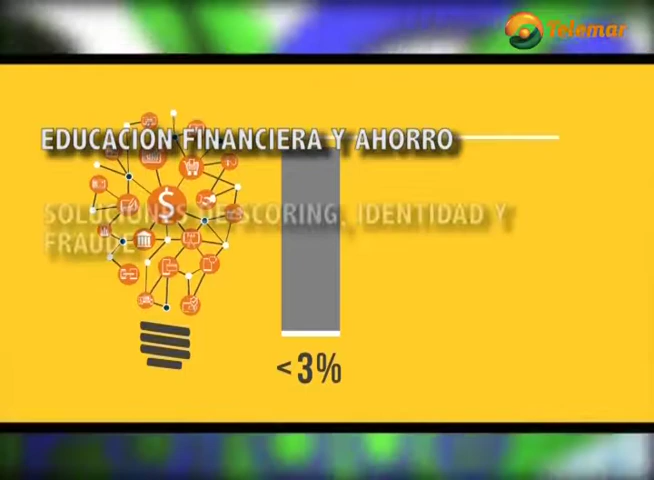 Telemar
EDUCACIÓN FINANCIERA Y AHORRO
SOLUCIONES DE SCORING, IDENTIDAD Y
FRAUDE
$
<3%